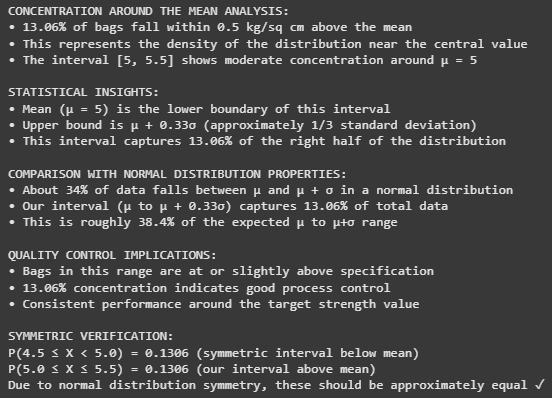 CONCENTRATION AROUND THE MEAN ANALYSIS:
• 13.06% of bags fall within 0.5 kg/sq cm above the mean
• This represents the density of the distribution near the central value
• The interval [5, 5.5] shows moderate concentration around μ = 5
STATISTICAL INSIGHTS:
• Mean (μ = 5) is the lower boundary of this interval
• Upper bound is μ + 0.33σ (approximately 1/3 standard deviation)
• This interval captures 13.06% of the right half of the distribution
COMPARISON WITH NORMAL DISTRIBUTION PROPERTIES:
• About 34% of data falls between μ and μ + σ in a normal distribution
• Our interval (μ to μ + 0.33σ) captures 13.06% of total data
• This is roughly 38.4% of the expected μ to μ+σ range
QUALITY CONTROL IMPLICATIONS:
• Bags in this range are at or slightly above specification
• 13.06% concentration indicates good process control
• Consistent performance around the target strength value
SYMMETRIC VERIFICATION:
P(4.5 ≤ X < 5.0) = 0.1306 (symmetric interval below mean)
P(5.0 ≤ X ≤ 5.5) = 0.1306 (our interval above mean)
Due to normal distribution symmetry, these should be approximately equal ✓